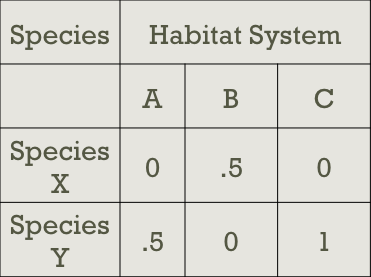 Species Habitat System
A B C
Species
X 0 .5 0
Species
Y .5 0 1